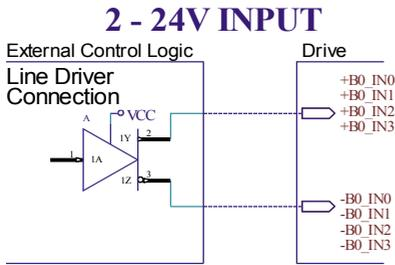 2 - 24V INPUT
External Control Logic
Drive
Line Driver
Connection
A
VCC
1
1A
1Y
2
1Z
3
+B0_IN0
+B0_IN1
+B0_IN2
+B0_IN3
-B0_IN0
-B0_IN1
-B0_IN2
-B0_IN3